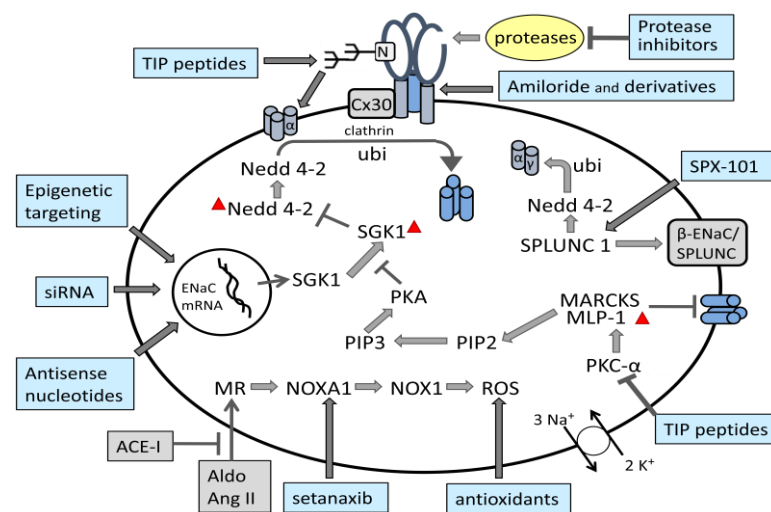 proteases
Protease
inhibitors
TIP peptides
N
Amiloride and derivatives
Cx30
α
clathrin
ubi
Nedd 4-2
α
γ
ubi
SPX-101
Epigenetic
targeting
Nedd 4-2
Nedd 4-2
SGK1
SPLUNC 1
β-ENaC/
SPLUNC
siRNA
ENaC
mRNA
SGK1
PKA
MARCKS
MLP-1
PIP3
PIP2
Antisense
nucleotides
PKC-α
MR
NOXA1
NOX1
ROS
TIP peptides
3 Na⁺
2 K⁺
ACE-I
Aldo
Ang II
setanaxib
antioxidants